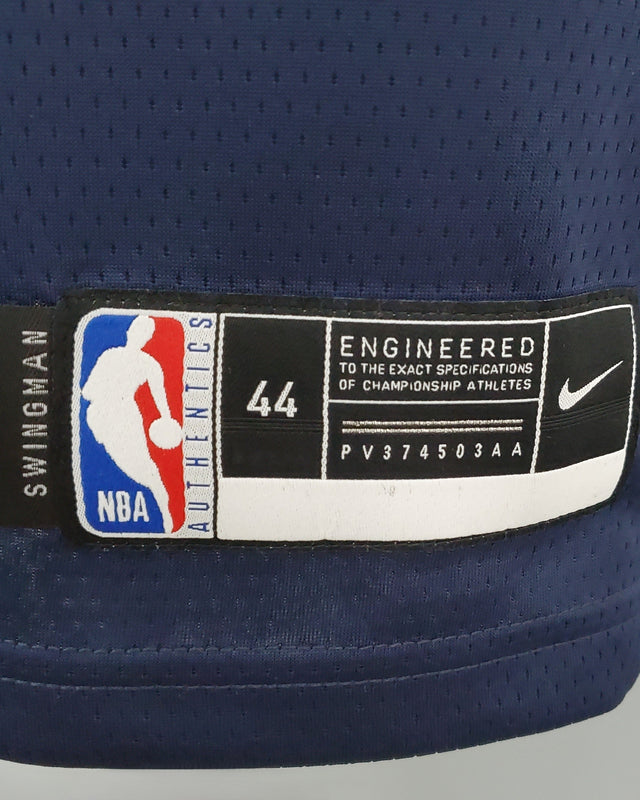 SWINGMAN
NBA
AUTHENTICS
44
ENGINEERED
TO THE EXACT SPECIFICATIONS
OF CHAMPIONSHIP ATHLETES
PV374503AA